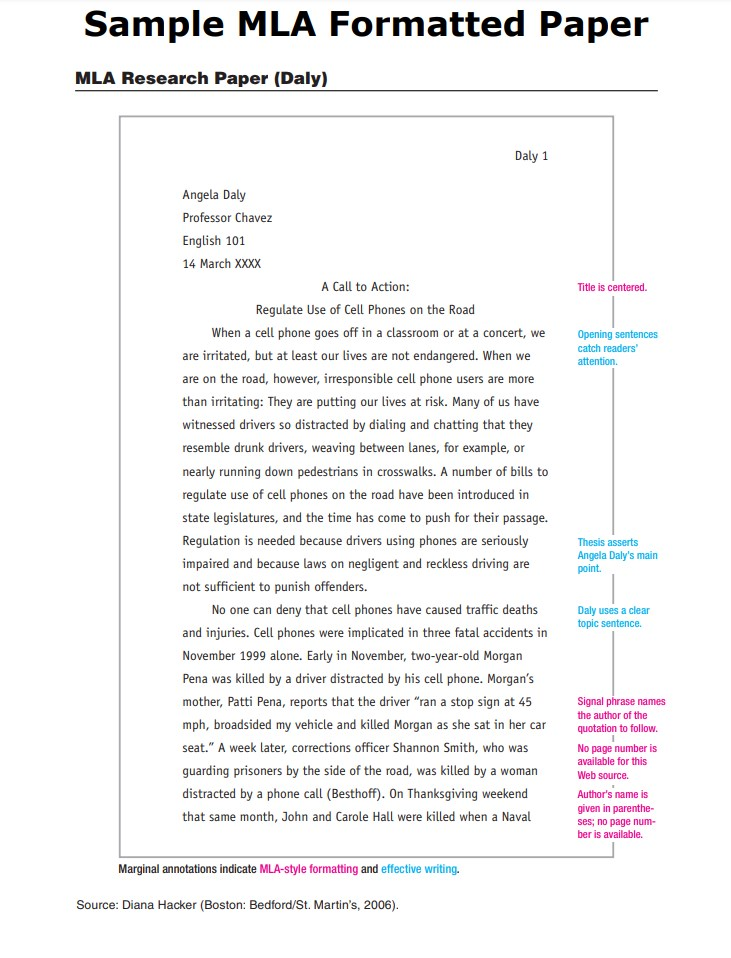 Sample MLA Formatted Paper
MLA Research Paper (Daly)
Daly 1
Angela Daly
Professor Chavez
English 101
14 March XXXX
A Call to Action:
Regulate Use of Cell Phones on the Road
When a cell phone goes off in a classroom or at a concert, we
are irritated, but at least our lives are not endangered. When we
are on the road, however, irresponsible cell phone users are more
than irritating: They are putting our lives at risk. Many of us have
witnessed drivers so distracted by dialing and chatting that they
resemble drunk drivers, weaving between lanes, for example, or
nearly running down pedestrians in crosswalks. A number of bills to
regulate use of cell phones on the road have been introduced in
state legislatures, and the time has come to push for their passage.
Regulation is needed because drivers using phones are seriously
impaired and because laws on negligent and reckless driving are
not sufficient to punish offenders.
No one can deny that cell phones have caused traffic deaths
and injuries. Cell phones were implicated in three fatal accidents in
November 1999 alone. Early in November, two-year-old Morgan
Pena was killed by a driver distracted by his cell phone. Morgan’s
mother, Patti Pena, reports that the driver “ran a stop sign at 45
mph, broadsided my vehicle and killed Morgan as she sat in her car
seat.” A week later, corrections officer Shannon Smith, who was
guarding prisoners by the side of the road, was killed by a woman
distracted by a phone call (Besthoff). On Thanksgiving weekend
that same month, John and Carole Hall were killed when a Naval
Title is centered.
Opening sentences
catch readers’
attention.
Thesis asserts
Angela Daly’s main
point.
Daly uses a clear
topic sentence.
Signal phrase names
the author of the
quotation to follow.
No page number is
available for this
Web source.
Author’s name is
given in parenthe-
ses; no page num-
ber is available.
Marginal annotations indicate MLA-style formatting and effective writing.
Source: Diana Hacker (Boston: Bedford/St. Martin’s, 2006).